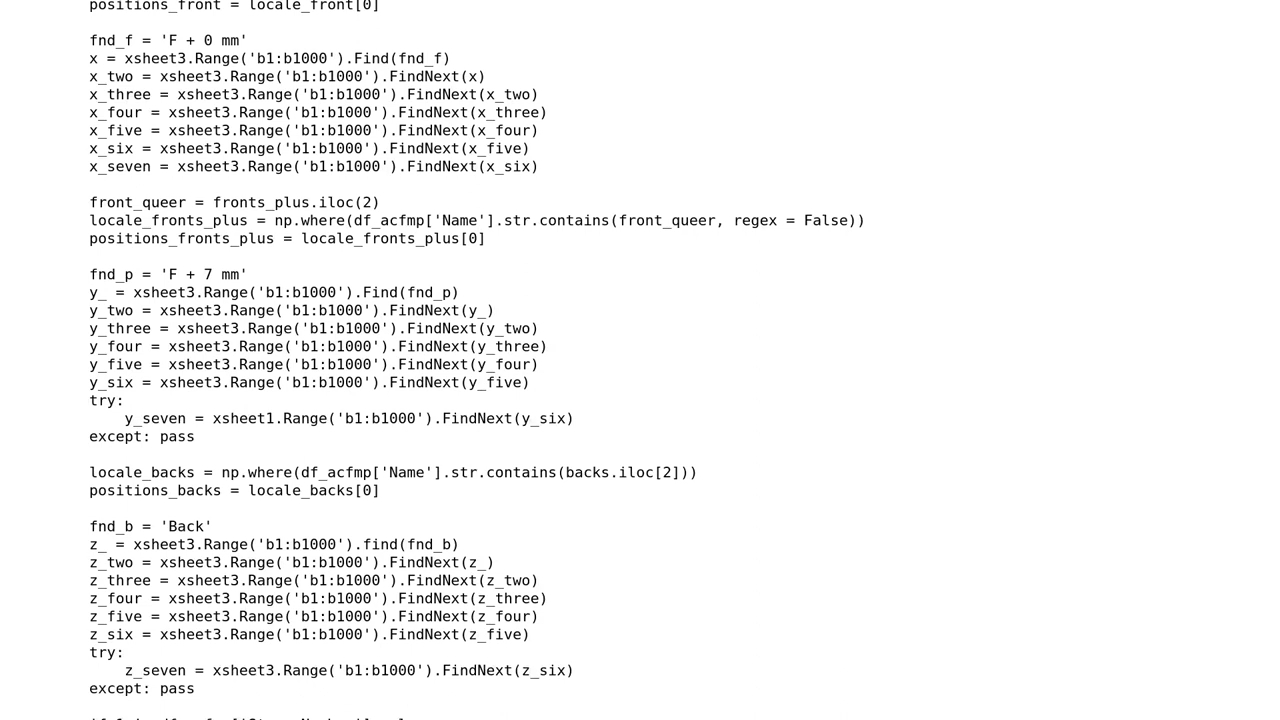 positions_front = locale_front[0]

fnd_f = 'F + 0 mm'
x = xsheet3.Range('b1:b1000').Find(fnd_f)
x_two = xsheet3.Range('b1:b1000').FindNext(x)
x_three = xsheet3.Range('b1:b1000').FindNext(x_two)
x_four = xsheet3.Range('b1:b1000').FindNext(x_three)
x_five = xsheet3.Range('b1:b1000').FindNext(x_four)
x_six = xsheet3.Range('b1:b1000').FindNext(x_five)
x_seven = xsheet3.Range('b1:b1000').FindNext(x_six)

front_queer = fronts_plus.iloc(2)
locale_fronts_plus = np.where(df_acfmp['Name'].str.contains(front_queer, regex = False))
positions_fronts_plus = locale_fronts_plus[0]

fnd_p = 'F + 7 mm'
y_ = xsheet3.Range('b1:b1000').Find(fnd_p)
y_two = xsheet3.Range('b1:b1000').FindNext(y_)
y_three = xsheet3.Range('b1:b1000').FindNext(y_two)
y_four = xsheet3.Range('b1:b1000').FindNext(y_three)
y_five = xsheet3.Range('b1:b1000').FindNext(y_four)
y_six = xsheet3.Range('b1:b1000').FindNext(y_five)
try:
    y_seven = xsheet1.Range('b1:b1000').FindNext(y_six)
except: pass

locale_backs = np.where(df_acfmp['Name'].str.contains(backs.iloc[2]))
positions_backs = locale_backs[0]

fnd_b = 'Back'
z_ = xsheet3.Range('b1:b1000').find(fnd_b)
z_two = xsheet3.Range('b1:b1000').FindNext(z_)
z_three = xsheet3.Range('b1:b1000').FindNext(z_two)
z_four = xsheet3.Range('b1:b1000').FindNext(z_three)
z_five = xsheet3.Range('b1:b1000').FindNext(z_four)
z_six = xsheet3.Range('b1:b1000').FindNext(z_five)
try:
    z_seven = xsheet3.Range('b1:b1000').FindNext(z_six)
except: pass